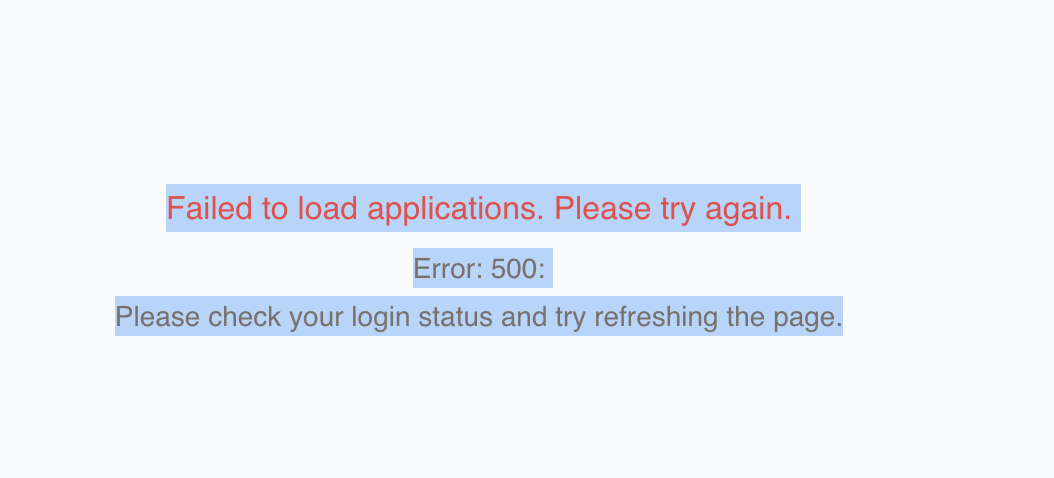 Failed to load applications. Please try again.
Error: 500:
Please check your login status and try refreshing the page.